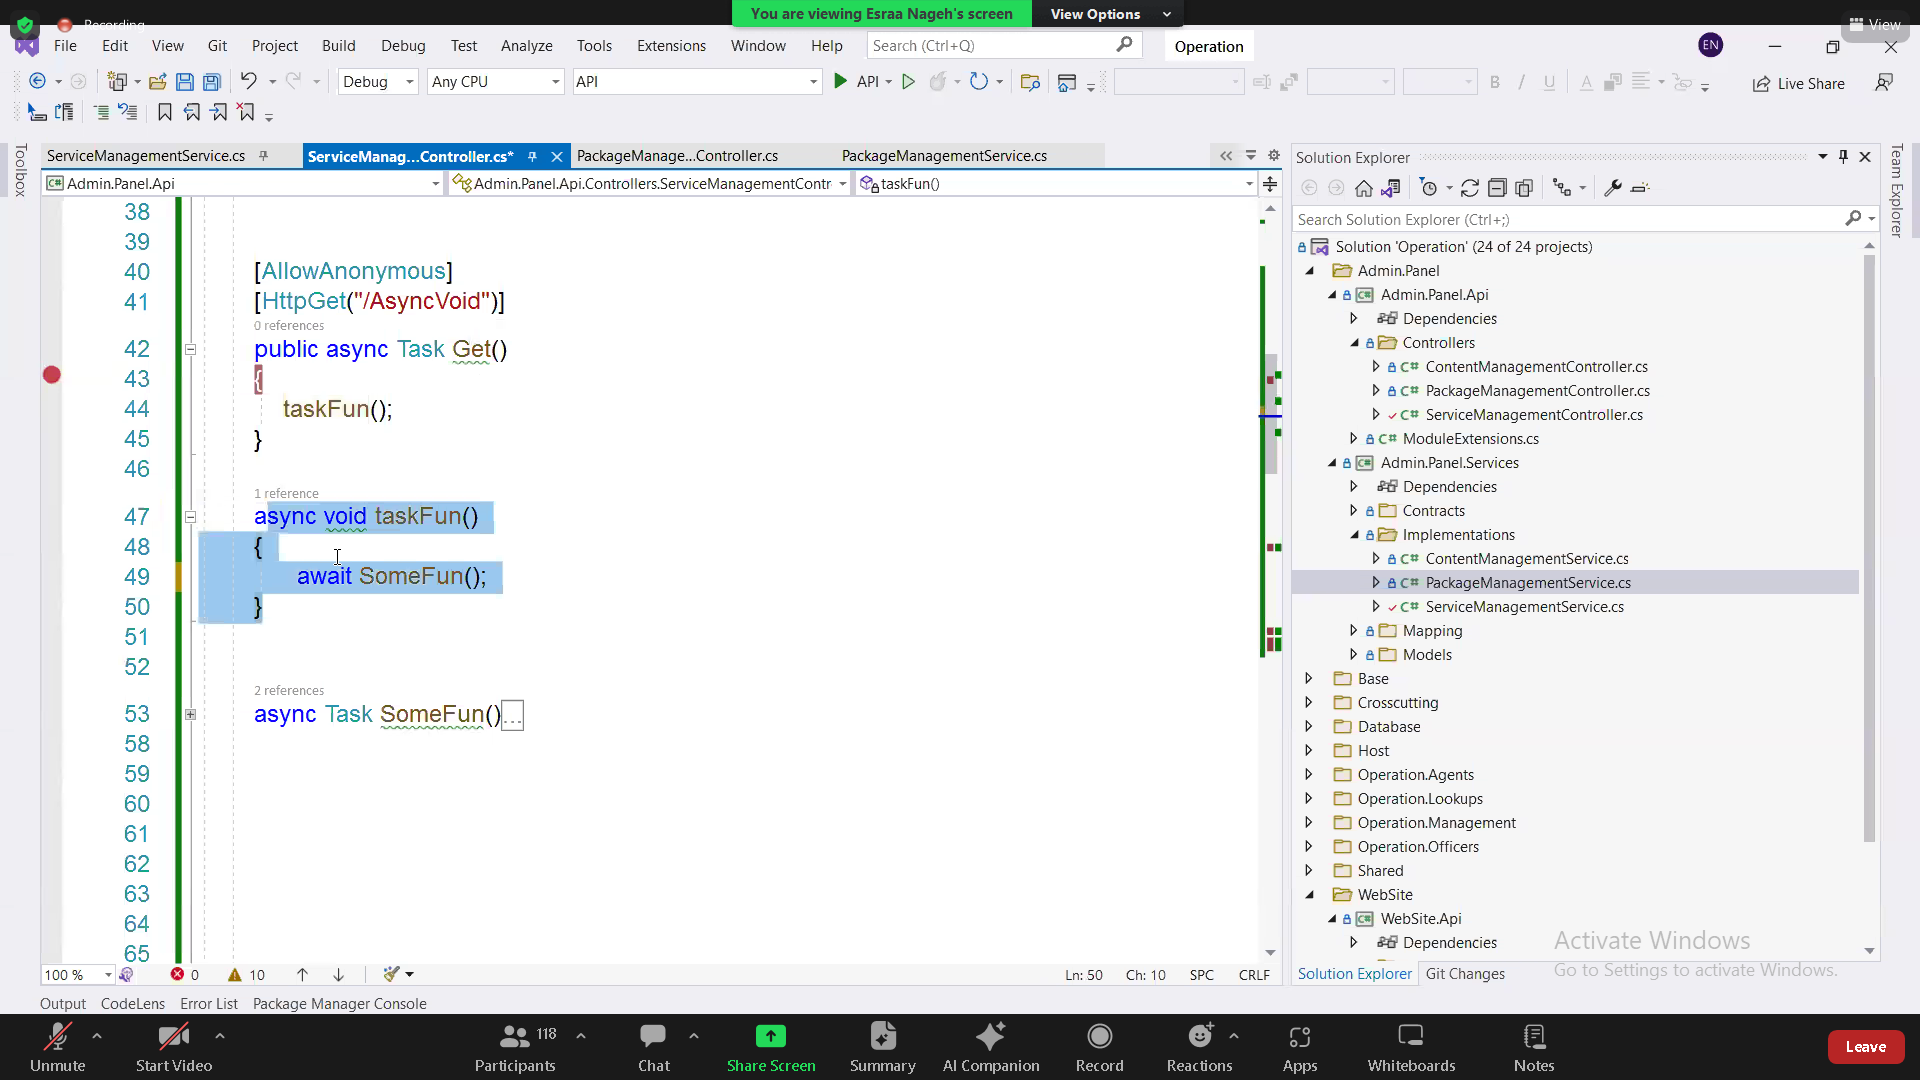 Recording
You are viewing Esraa Nageh's screen
View Options
View
File Edit View Git Project Build Debug Test Analyze Tools Extensions Window Help
Search (Ctrl+Q)
Operation
EN
Debug Any CPU API API
Live Share
Toolbox
ServiceManagementService.cs
ServiceManag...Controller.cs*
PackageManage...Controller.cs
PackageManagementService.cs
Admin.Panel.Api
Admin.Panel.Api.Controllers.ServiceManagementContr
taskFun()
38
39
40 [AllowAnonymous]
41 [HttpGet("/AsyncVoid")]
0 references
42 public async Task Get()
43 {
44 taskFun();
45 }
46
1 reference
47 async void taskFun()
48 {
49 await SomeFun();
50 }
51
52
2 references
53 async Task SomeFun()...
58
59
60
61
62
63
64
65
100 %
0
10
Ln: 50 Ch: 10 SPC CRLF
Output CodeLens Error List Package Manager Console
Solution Explorer
Team Explorer
Search Solution Explorer (Ctrl+;)
Solution 'Operation' (24 of 24 projects)
Admin.Panel
Admin.Panel.Api
Dependencies
Controllers
C# ContentManagementController.cs
C# PackageManagementController.cs
C# ServiceManagementController.cs
C# ModuleExtensions.cs
Admin.Panel.Services
Dependencies
Contracts
Implementations
C# ContentManagementService.cs
C# PackageManagementService.cs
C# ServiceManagementService.cs
Mapping
Models
Base
Crosscutting
Database
Host
Operation.Agents
Operation.Lookups
Operation.Management
Operation.Officers
Shared
WebSite
WebSite.Api
Dependencies
Activate Windows
Go to Settings to activate Windows.
Solution Explorer Git Changes
Unmute
Start Video
Participants 118
Chat
Share Screen
Summary
AI Companion
Record
Reactions
Apps
Whiteboards
Notes
Leave